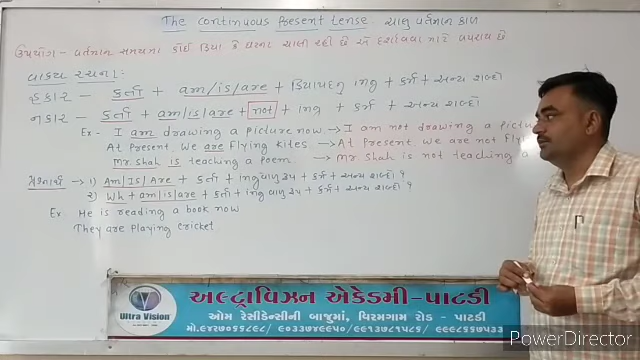 The continuous Present Tense. ચાલુ વર્તમાન કાળ
ઉપયોગ - વર્તમાન સમયમાં કોઈ ક્રિયા કે ઘટના ચાલી રહી છે એ દર્શાવવા માટે વપરાય છે
વાક્ય રચના:
હકાર - કર્તા + am/is/are + ક્રિયાપદનું ing + કર્મ + અન્ય શબ્દો
નકાર - કર્તા + am/is/are + not + ing + કર્મ + અન્ય શબ્દો
Ex- I am drawing a picture now. → I am not drawing a pictu
At Present, we are Flying kites. → At Present we are not Fly
Mr. Shah is teaching a Poem. → Mr Shah is not teaching a
પ્રશ્નાર્થ → 1) Am/Is/Are + કર્તા + ing વાળુ રૂપ + કર્મ + અન્ય શબ્દો ?
2) Wh + am/is/are + કર્તા + ing વાળુ રૂપ + કર્મ + અન્ય શબ્દો ?
Ex: He is reading a book now
They are Playing cricket
Ultra Vision
અલ્ટ્રાવિઝન એકેડમી - પાટડી
ઓમ રેસીડેન્સીની બાજુમાં, વિરમગામ રોડ - પાટડી
PowerDirector